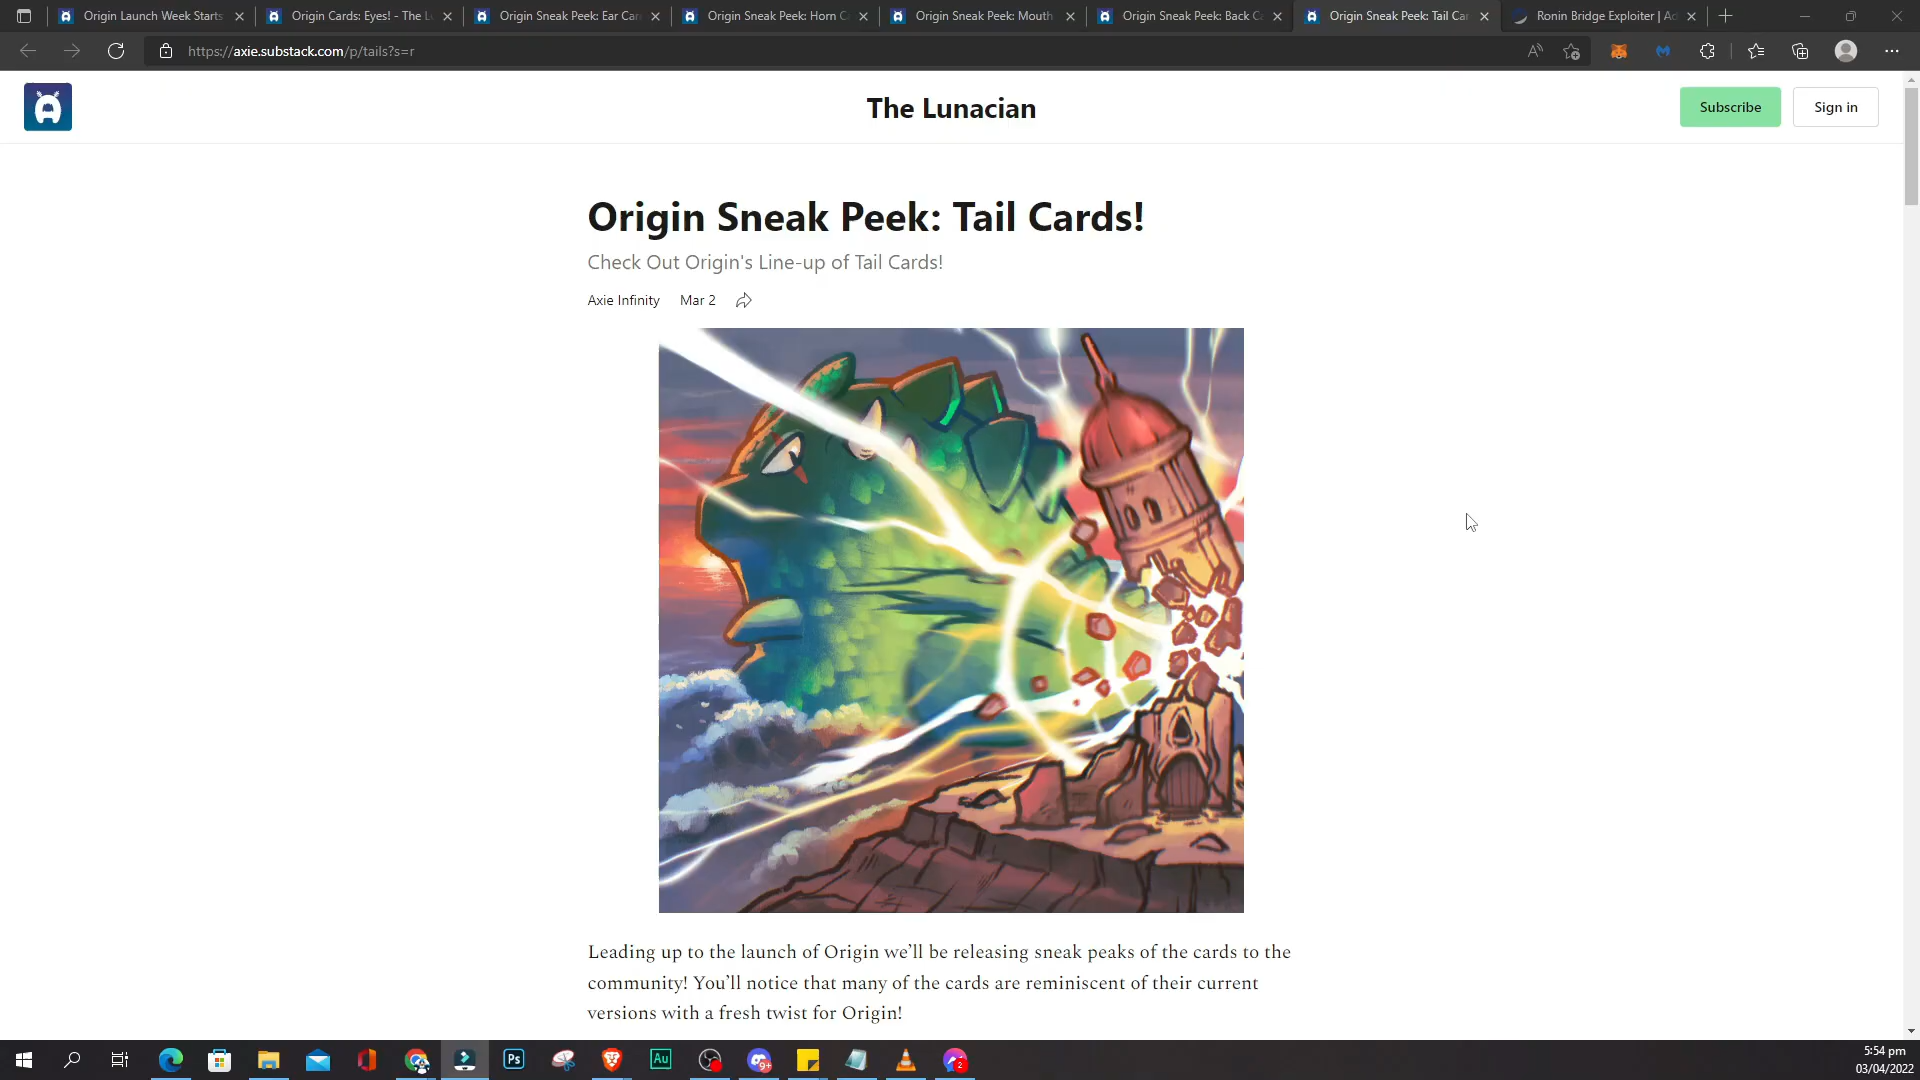 Origin Launch Week Starts
Origin Cards: Eyes! - The L
Origin Sneak Peek: Ear Car
Origin Sneak Peek: Horn C
Origin Sneak Peek: Mouth
Origin Sneak Peek: Back C
Origin Sneak Peek: Tail Car
Ronin Bridge Exploiter | Ad
https://axie.substack.com/p/tails?s=r
The Lunacian
Subscribe
Sign in
Origin Sneak Peek: Tail Cards!
Check Out Origin's Line-up of Tail Cards!
Axie Infinity Mar 2
Leading up to the launch of Origin we’ll be releasing sneak peaks of the cards to the
community! You’ll notice that many of the cards are reminiscent of their current
versions with a fresh twist for Origin!
Ps
Au
9+
2
5:54 pm
03/04/2022